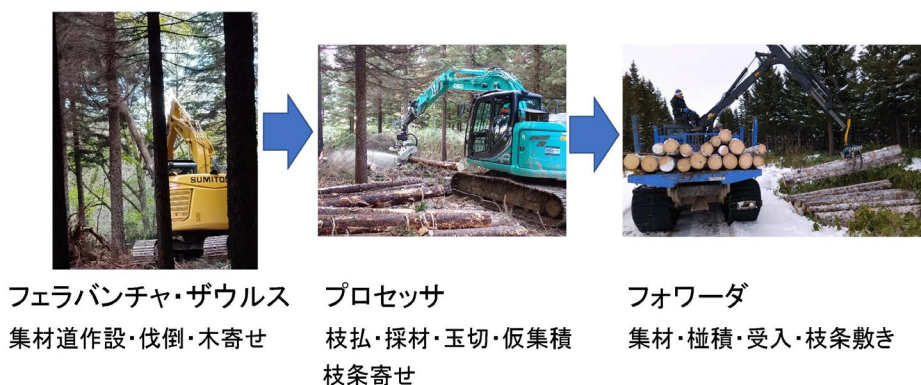 SUMITO
フェラバンチャ・ザウルス
集材道作設・伐倒・木寄せ
プロセッサ
枝払・採材・玉切・仮集積
枝条寄せ
フォワーダ
集材・椪積・受入・枝条敷き